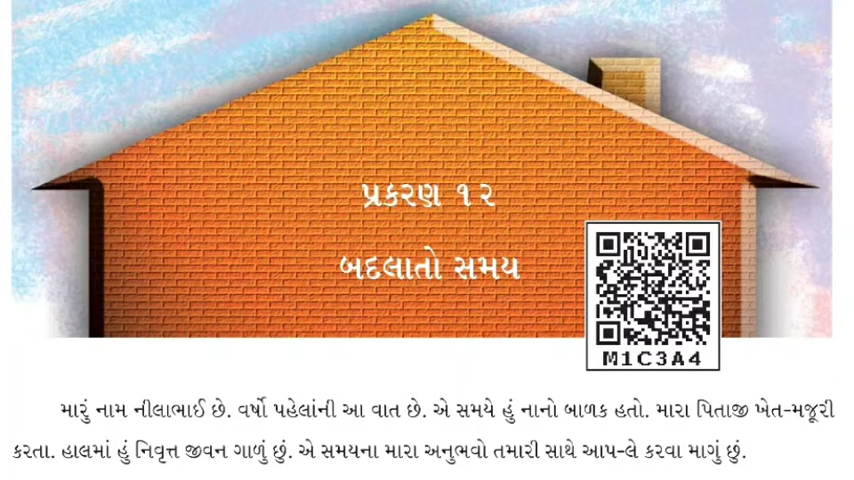 પ્રકરણ ૧૨
બદલાતો સમય
M1C3A4
મારું નામ નીલાભાઈ છે. વર્ષો પહેલાંની આ વાત છે. એ સમયે હું નાનો બાળક હતો. મારા પિતાજી ખેત-મજૂરી
કરતા. હાલમાં હું નિવૃત્ત જીવન ગાળું છું. એ સમયના મારા અનુભવો તમારી સાથે આપ-લે કરવા માગું છું.